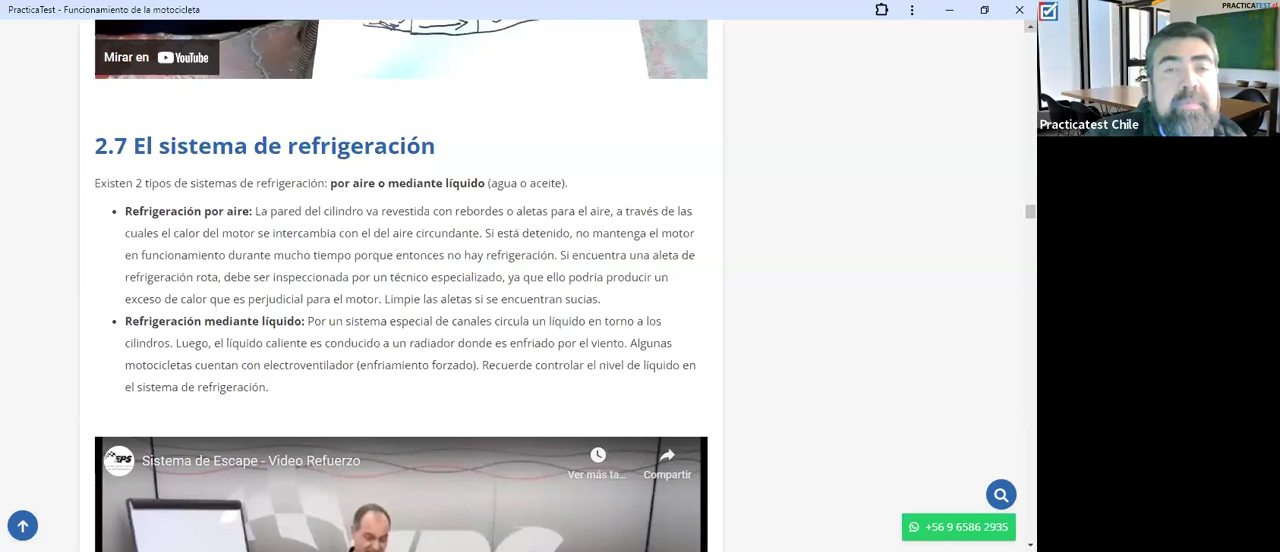 PracticaTest - Funcionamiento de la motocicleta
PRACTICATEST.cl
Mirar en YouTube
Practicatest Chile
2.7 El sistema de refrigeración
Existen 2 tipos de sistemas de refrigeración: por aire o mediante líquido (agua o aceite).
Refrigeración por aire: La pared del cilindro va revestida con rebordes o aletas para el aire, a través de las
cuales el calor del motor se intercambia con el del aire circundante. Si está detenido, no mantenga el motor
en funcionamiento durante mucho tiempo porque entonces no hay refrigeración. Si encuentra una aleta de
refrigeración rota, debe ser inspeccionada por un técnico especializado, ya que ello podría producir un
exceso de calor que es perjudicial para el motor. Limpie las aletas si se encuentran sucias.
Refrigeración mediante líquido: Por un sistema especial de canales circula un líquido en torno a los
cilindros. Luego, el líquido caliente es conducido a un radiador donde es enfriado por el viento. Algunas
motocicletas cuentan con electroventilador (enfriamiento forzado). Recuerde controlar el nivel de líquido en
el sistema de refrigeración.
EPS
Sistema de Escape - Video Refuerzo
Ver más ta...
Compartir
+56 9 6586 2935